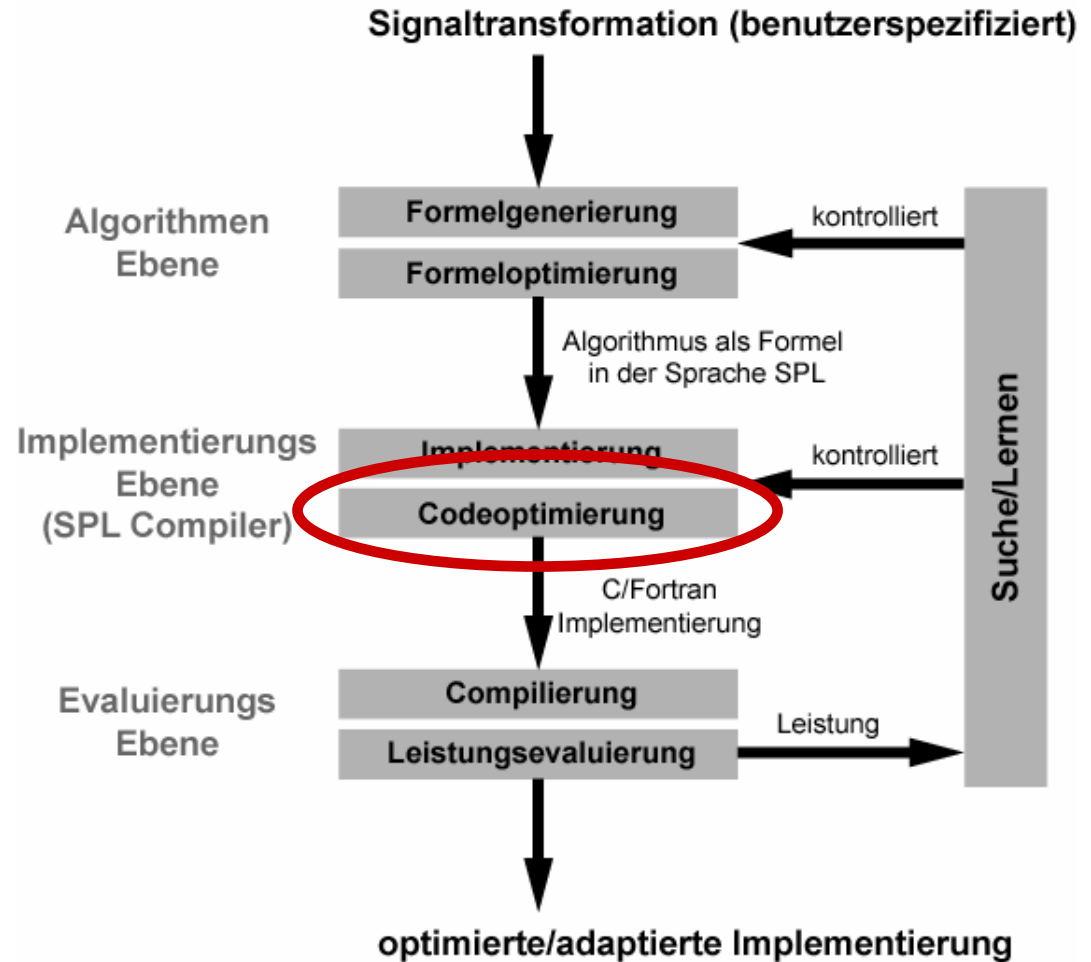 Signaltransformation (benutzerspezifiziert)
Algorithmen
Ebene
Formelgenerierung
Formeloptimierung
kontrolliert
Algorithmus als Formel
in der Sprache SPL
Implementierungs
Ebene
(SPL Compiler)
Implementierung
Codeoptimierung
kontrolliert
Suche/Lernen
C/Fortran
Implementierung
Evaluierungs
Ebene
Compilierung
Leistungsevaluierung
Leistung
optimierte/adaptierte Implementierung